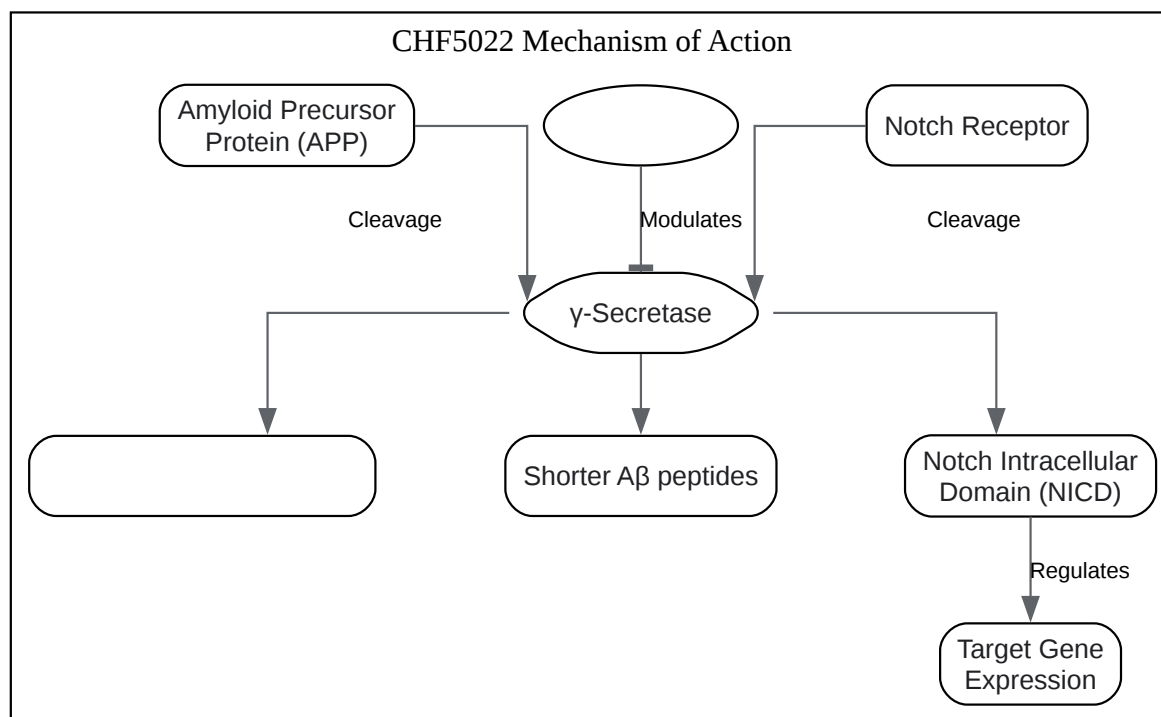 CHF5022 Mechanism of Action
Amyloid Precursor
Protein (APP)
Notch Receptor
Cleavage
Modulates
Cleavage
γ-Secretase
Shorter Aβ peptides
Notch Intracellular
Domain (NICD)
Regulates
Target Gene
Expression